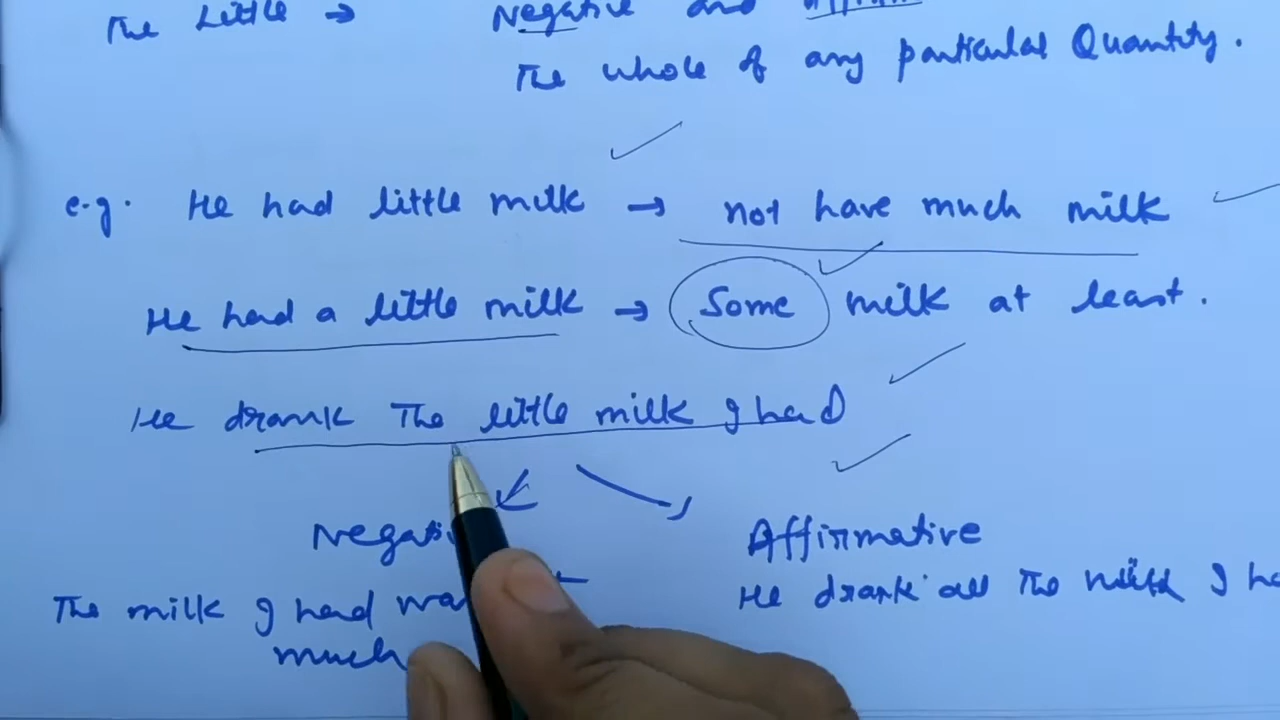 The Little → Negative and
The whole of any particular Quantity.
e.g. He had little milk → not have much milk
He had a little milk → Some milk at least.
He drank The little milk I had
Affirmative
The milk I had
He drank all The milk I
much